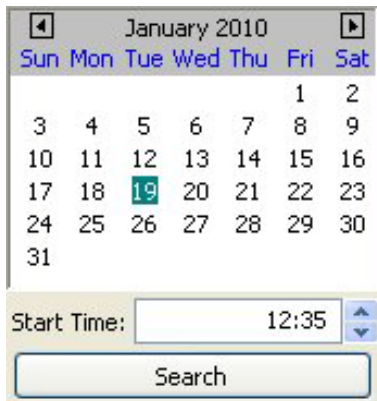 January 2010
Sun Mon Tue Wed Thu Fri Sat
1 2
3 4 5 6 7 8 9
10 11 12 13 14 15 16
17 18 19 20 21 22 23
24 25 26 27 28 29 30
31
Start Time: 12:35
Search